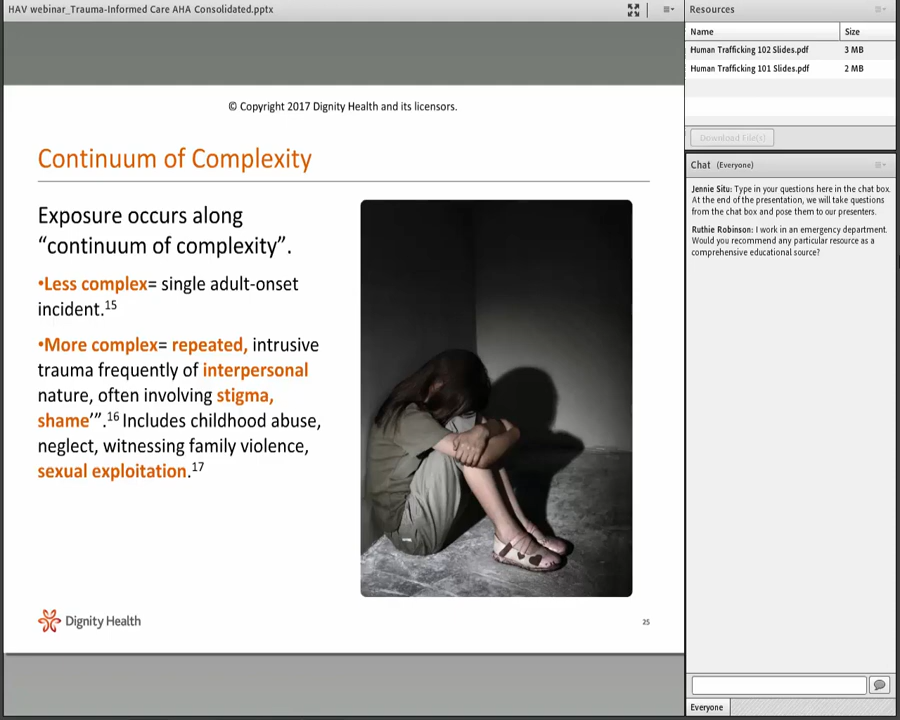 HAV webinar_Trauma-Informed Care AHA Consolidated.pptx
© Copyright 2017 Dignity Health and its licensors.
Continuum of Complexity
Exposure occurs along
“continuum of complexity”.
•Less complex= single adult-onset
incident.15
•More complex= repeated, intrusive
trauma frequently of interpersonal
nature, often involving stigma,
shame’”.16 Includes childhood abuse,
neglect, witnessing family violence,
sexual exploitation.17
Dignity Health
25
Resources
Name Size
Human Trafficking 102 Slides.pdf 3 MB
Human Trafficking 101 Slides.pdf 2 MB
Download File(s)
Chat (Everyone)
Jennie Situ: Type in your questions here in the chat box.
At the end of the presentation, we will take questions
from the chat box and pose them to our presenters.
Ruthie Robinson: I work in an emergency department.
Would you recommend any particular resource as a
comprehensive educational source?
Everyone